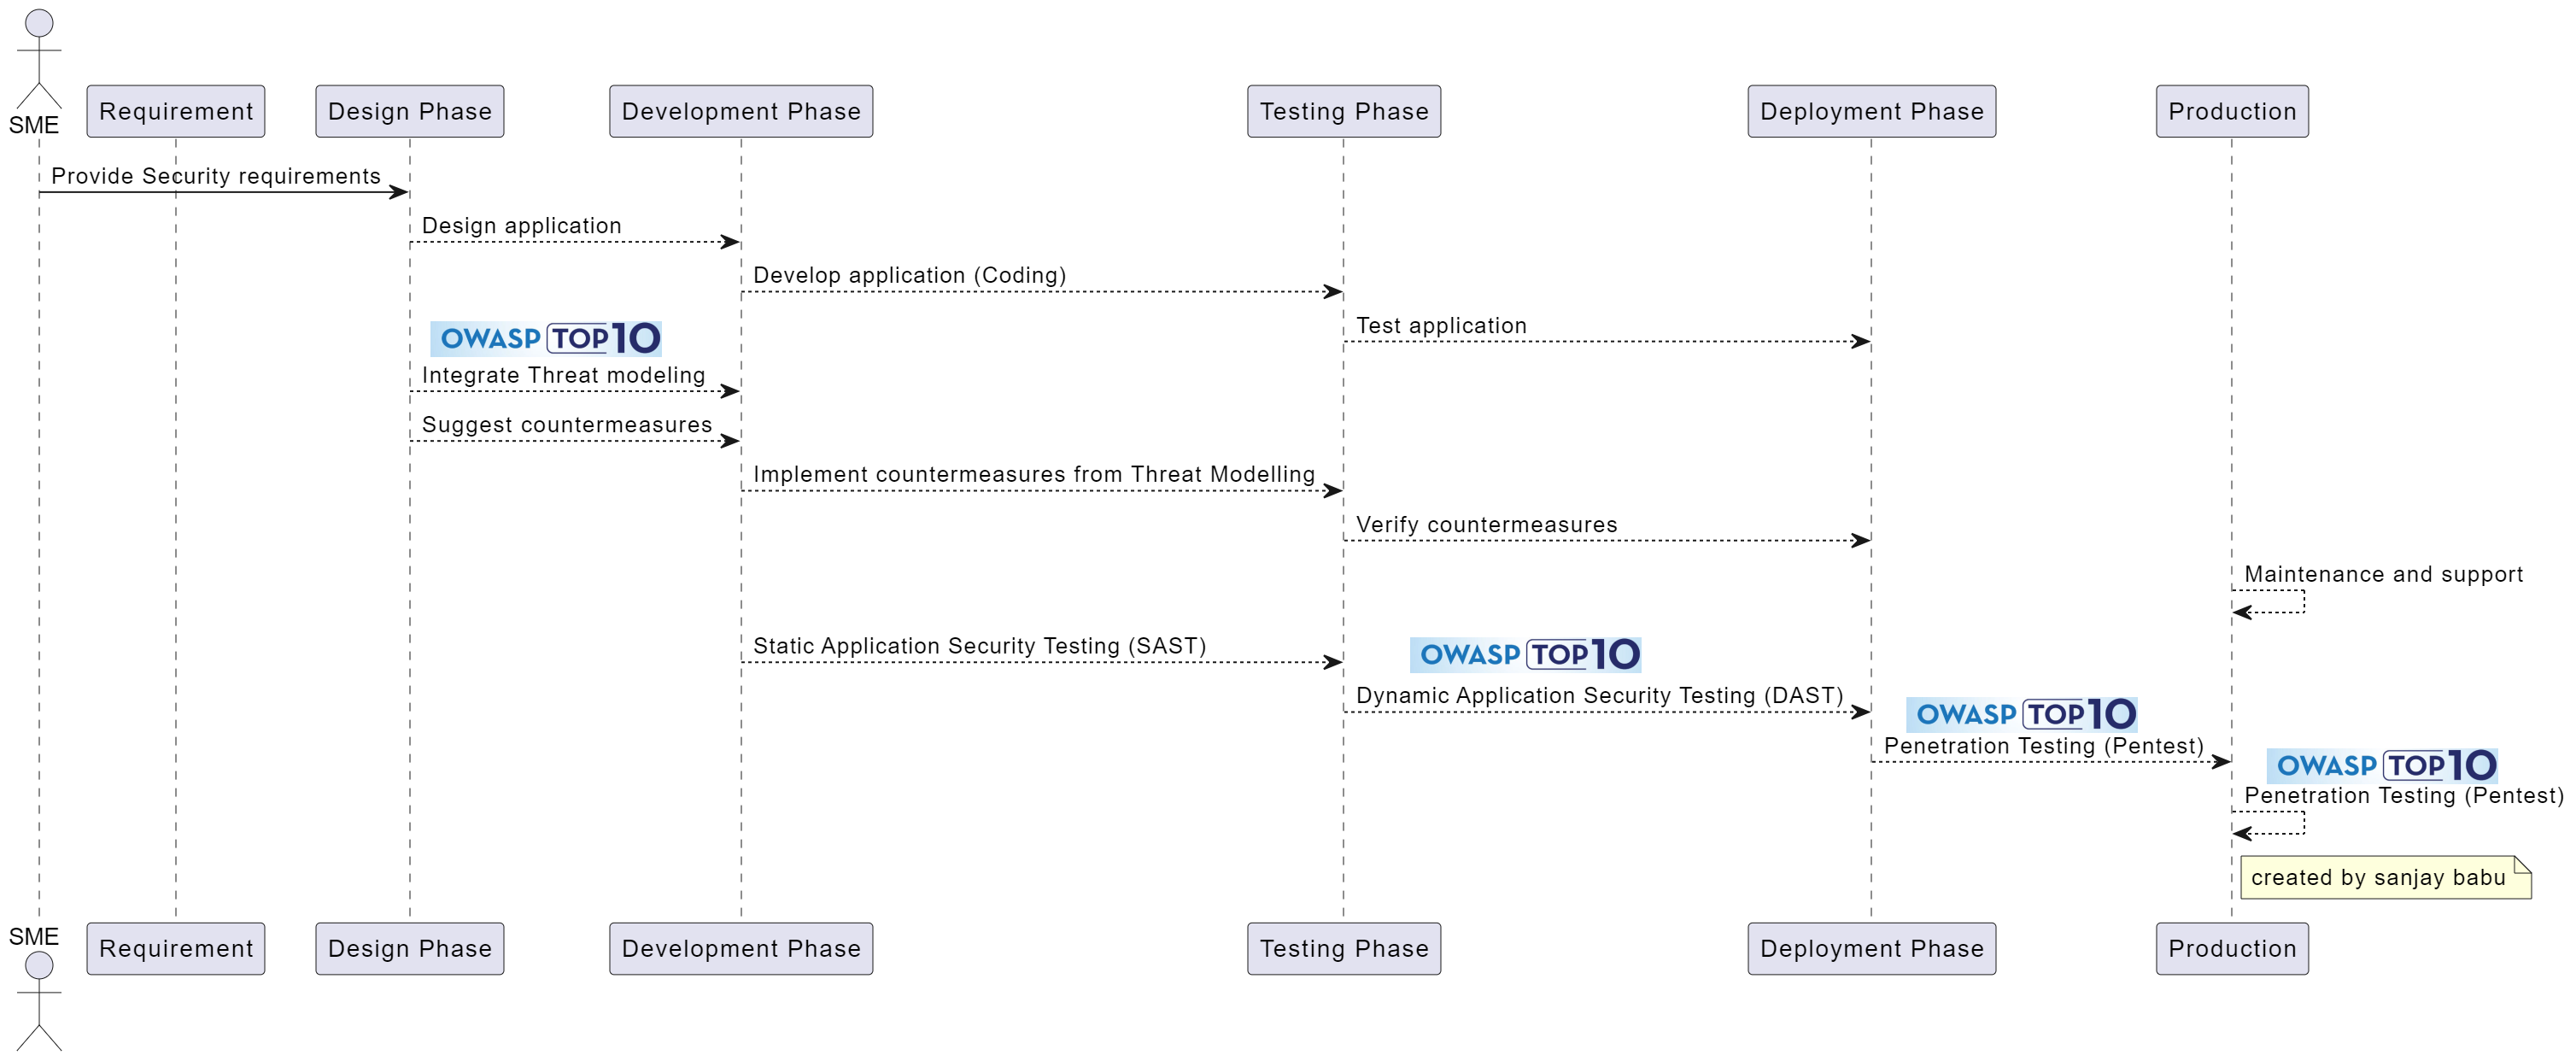 SME
Requirement
Design Phase
Development Phase
Testing Phase
Deployment Phase
Production
Provide Security requirements
Design application
Develop application (Coding)
Test application
OWASP TOP 10
Integrate Threat modeling
Suggest countermeasures
Implement countermeasures from Threat Modelling
Verify countermeasures
Maintenance and support
Static Application Security Testing (SAST)
OWASP TOP 10
Dynamic Application Security Testing (DAST)
OWASP TOP 10
Penetration Testing (Pentest)
OWASP TOP 10
Penetration Testing (Pentest)
created by sanjay babu
SME
Requirement
Design Phase
Development Phase
Testing Phase
Deployment Phase
Production